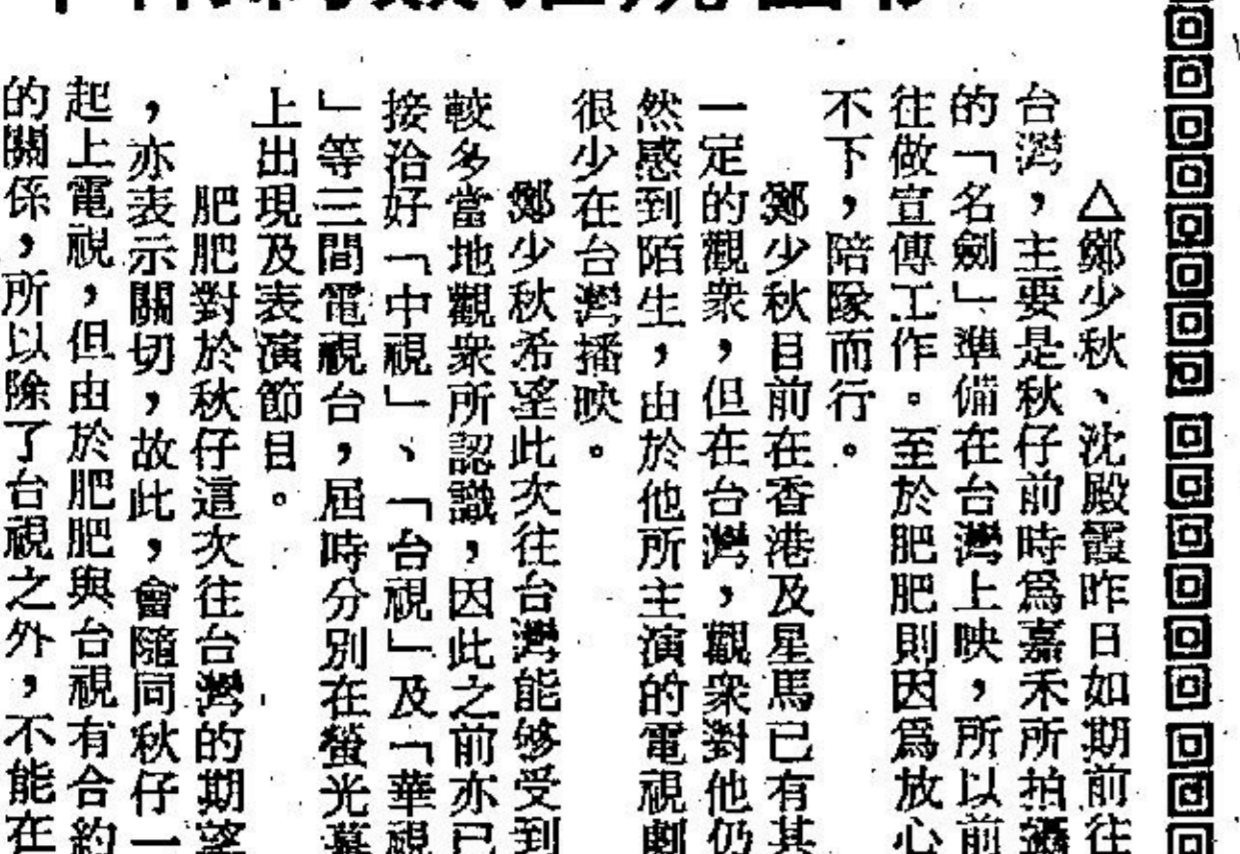 △鄭少秋、沈殿霞昨日如期前往
台灣，主要是秋仔前時爲嘉禾所拍攝
的「名劍」準備在台灣上映，所以前
往做宣傳工作。至於肥肥則因爲放心
不下，陪隊而行。
鄭少秋目前在香港及星馬已有其
一定的觀衆，但在台灣，觀衆對他仍
然感到陌生，由於他所主演的電視劇
很少在台灣播映。
鄭少秋希望此次往台灣能够受到
較多當地觀衆所認識，因此之前亦已
接洽好「中視」、「台視」及「華視
」等三間電視台，屆時分別在螢光幕
上出現及表演節目。
肥肥對於秋仔這次往台灣的期望
，亦表示關切，故此，會隨同秋仔一
起上電視，但由於肥肥與台視有合約
的關係，所以除了台視之外，不能在